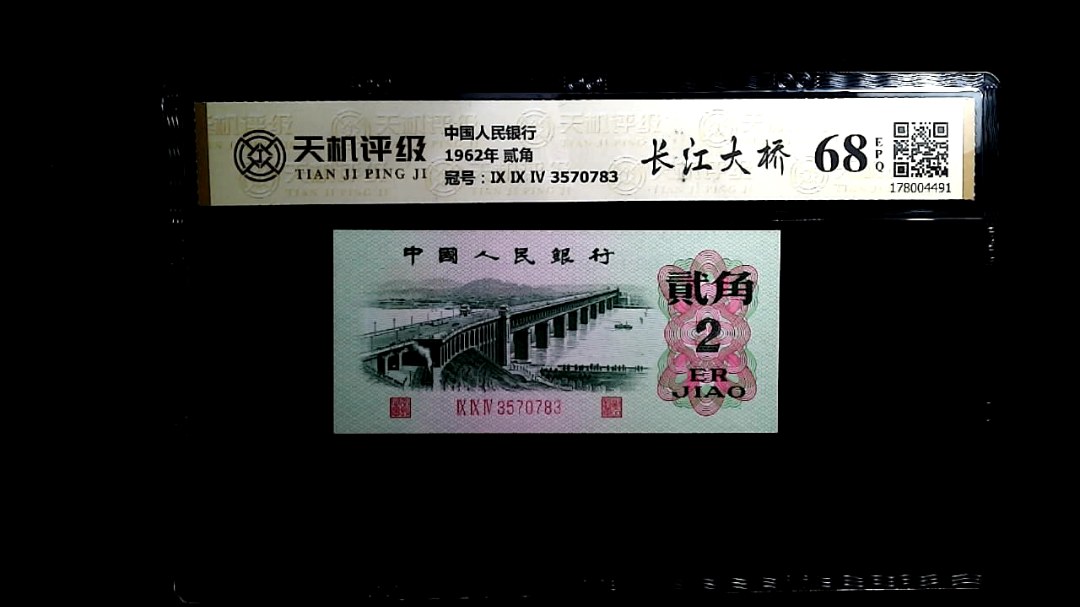 天机评级
TIAN JI PING JI
中国人民银行
1962年 贰角
冠号：IX IX IV 3570783
长江大桥
68
EPQ
178004491
中國人民銀行
貳角
2
ER
JIAO
IX IX IV 3570783